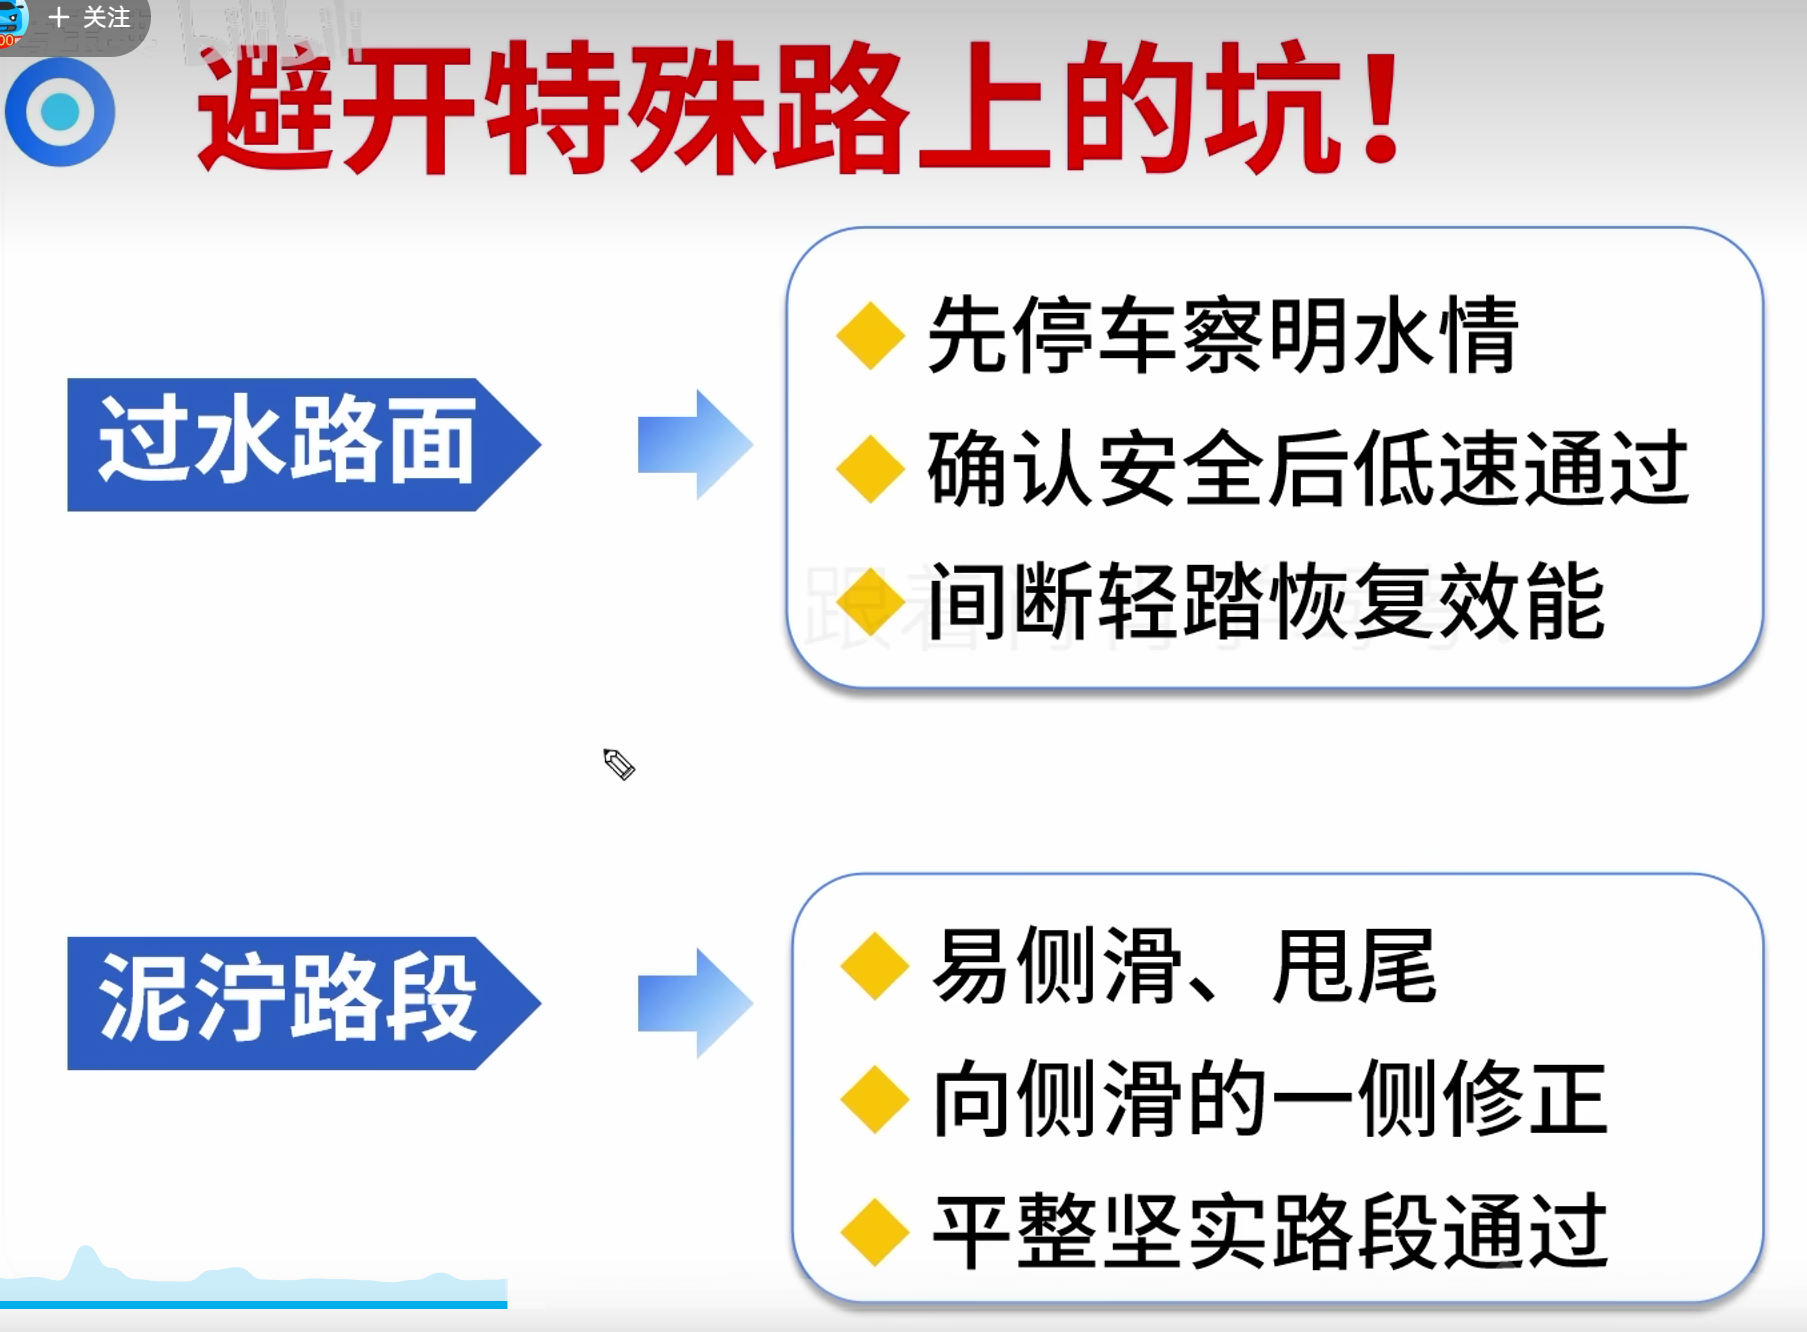 + 关注
避开特殊路上的坑!
过水路面
先停车察明水情
确认安全后低速通过
间断轻踏恢复效能
泥泞路段
易侧滑、甩尾
向侧滑的一侧修正
平整坚实路段通过